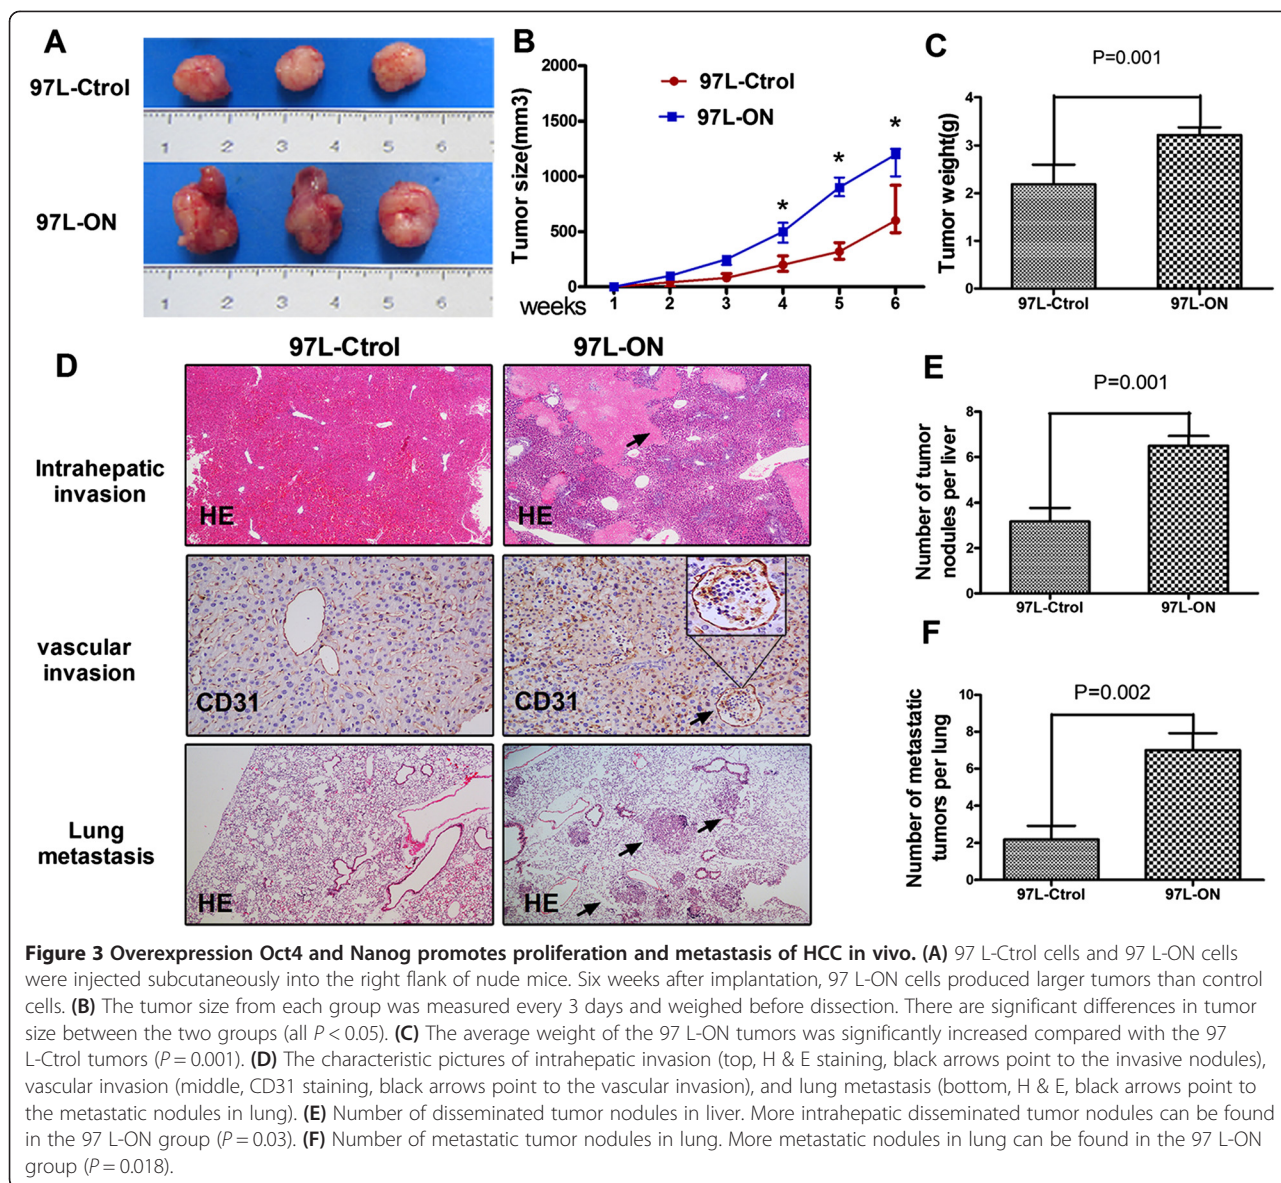 A
97L-Ctrol
1 2 3 4 5 6 7
97L-ON
1 2 3 4 5 6
B
Tumor size(mm3)
2000
1500
1000
500
0
97L-Ctrol
97L-ON
*
*
*
weeks 1 2 3 4 5 6
C
P=0.001
Tumor weight(g)
4
3
2
1
0
97L-Ctrol 97L-ON
D
97L-Ctrol 97L-ON
Intrahepatic
invasion
HE HE
vascular
invasion
CD31
Lung
metastasis
HE HE
E
P=0.001
Number of tumor
nodules per liver
8
6
4
2
0
97L-Ctrol 97L-ON
F
P=0.002
Number of metastatic
tumors per lung
10
8
6
4
2
0
97L-Ctrol 97L-ON
Figure 3 Overexpression Oct4 and Nanog promotes proliferation and metastasis of HCC in vivo. (A) 97 L-Ctrol cells and 97 L-ON cells
were injected subcutaneously into the right flank of nude mice. Six weeks after implantation, 97 L-ON cells produced larger tumors than control
cells. (B) The tumor size from each group was measured every 3 days and weighed before dissection. There are significant differences in tumor
size between the two groups (all P < 0.05). (C) The average weight of the 97 L-ON tumors was significantly increased compared with the 97
L-Ctrol tumors (P = 0.001). (D) The characteristic pictures of intrahepatic invasion (top, H & E staining, black arrows point to the invasive nodules),
vascular invasion (middle, CD31 staining, black arrows point to the vascular invasion), and lung metastasis (bottom, H & E, black arrows point to
the metastatic nodules in lung). (E) Number of disseminated tumor nodules in liver. More intrahepatic disseminated tumor nodules can be found
in the 97 L-ON group (P = 0.03). (F) Number of metastatic tumor nodules in lung. More metastatic nodules in lung can be found in the 97 L-ON
group (P = 0.018).